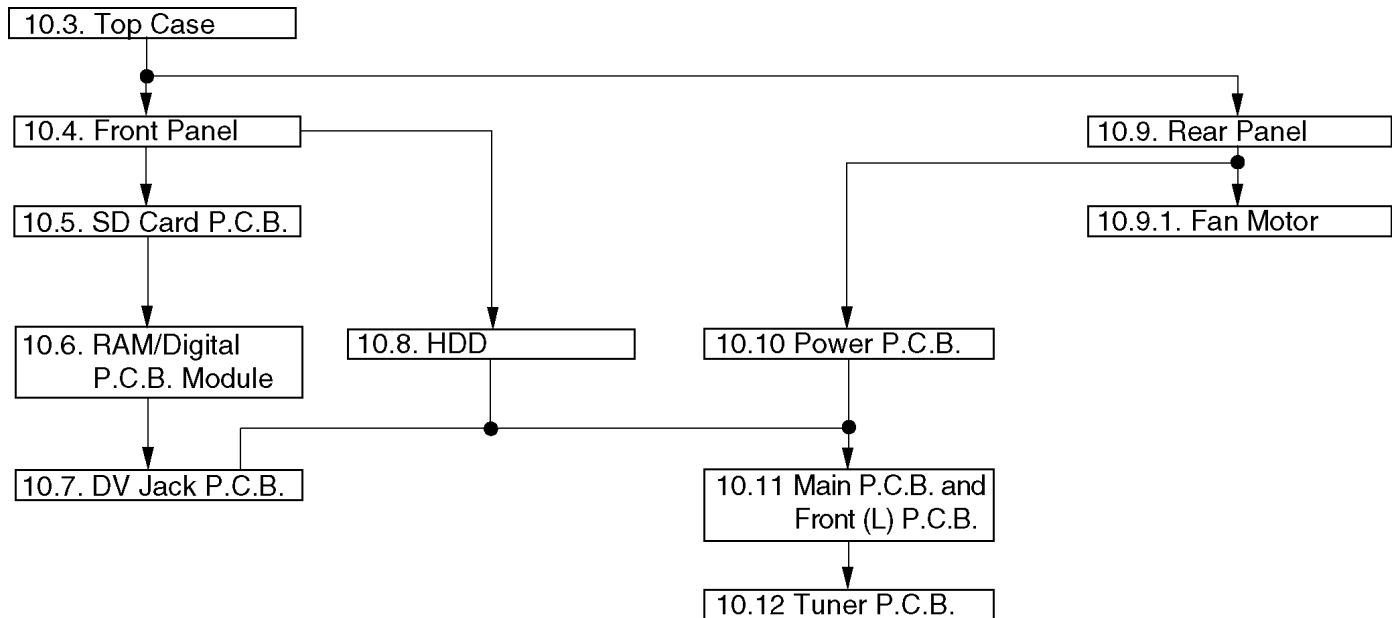 10.3. Top Case
10.4. Front Panel
10.9. Rear Panel
10.5. SD Card P.C.B.
10.9.1. Fan Motor
10.6. RAM/Digital
P.C.B. Module
10.8. HDD
10.10 Power P.C.B.
10.7. DV Jack P.C.B.
10.11 Main P.C.B. and
Front (L) P.C.B.
10.12 Tuner P.C.B.